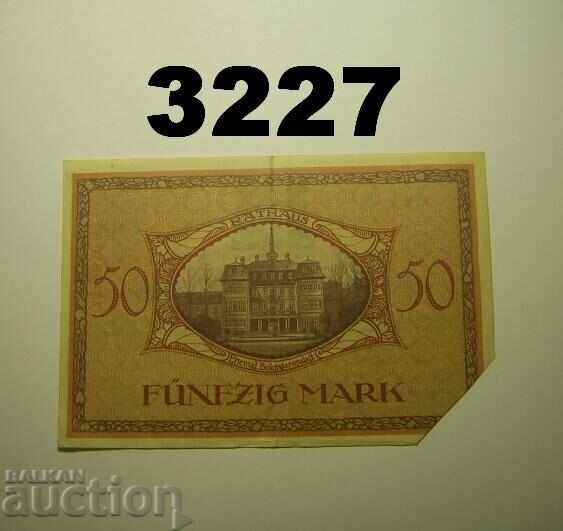 3227
RATHAUS
50 50
FÜNFZIG MARK
BALKAN
auction